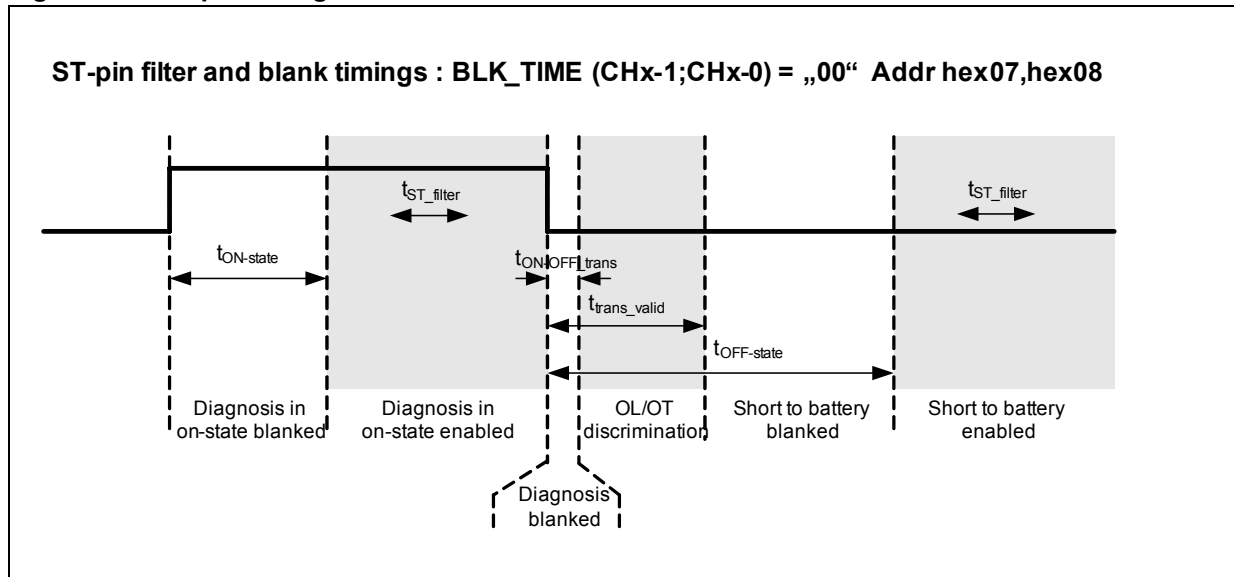 ST-pin filter and blank timings : BLK_TIME (CHx-1;CHx-0) = „00“ Addr hex07,hex08
tST_filter
tST_filter
tON-state
tON-OFF_trans
ttrans_valid
tOFF-state
Diagnosis in
on-state blanked
Diagnosis in
on-state enabled
OL/OT
discrimination
Short to battery
blanked
Short to battery
enabled
Diagnosis
blanked